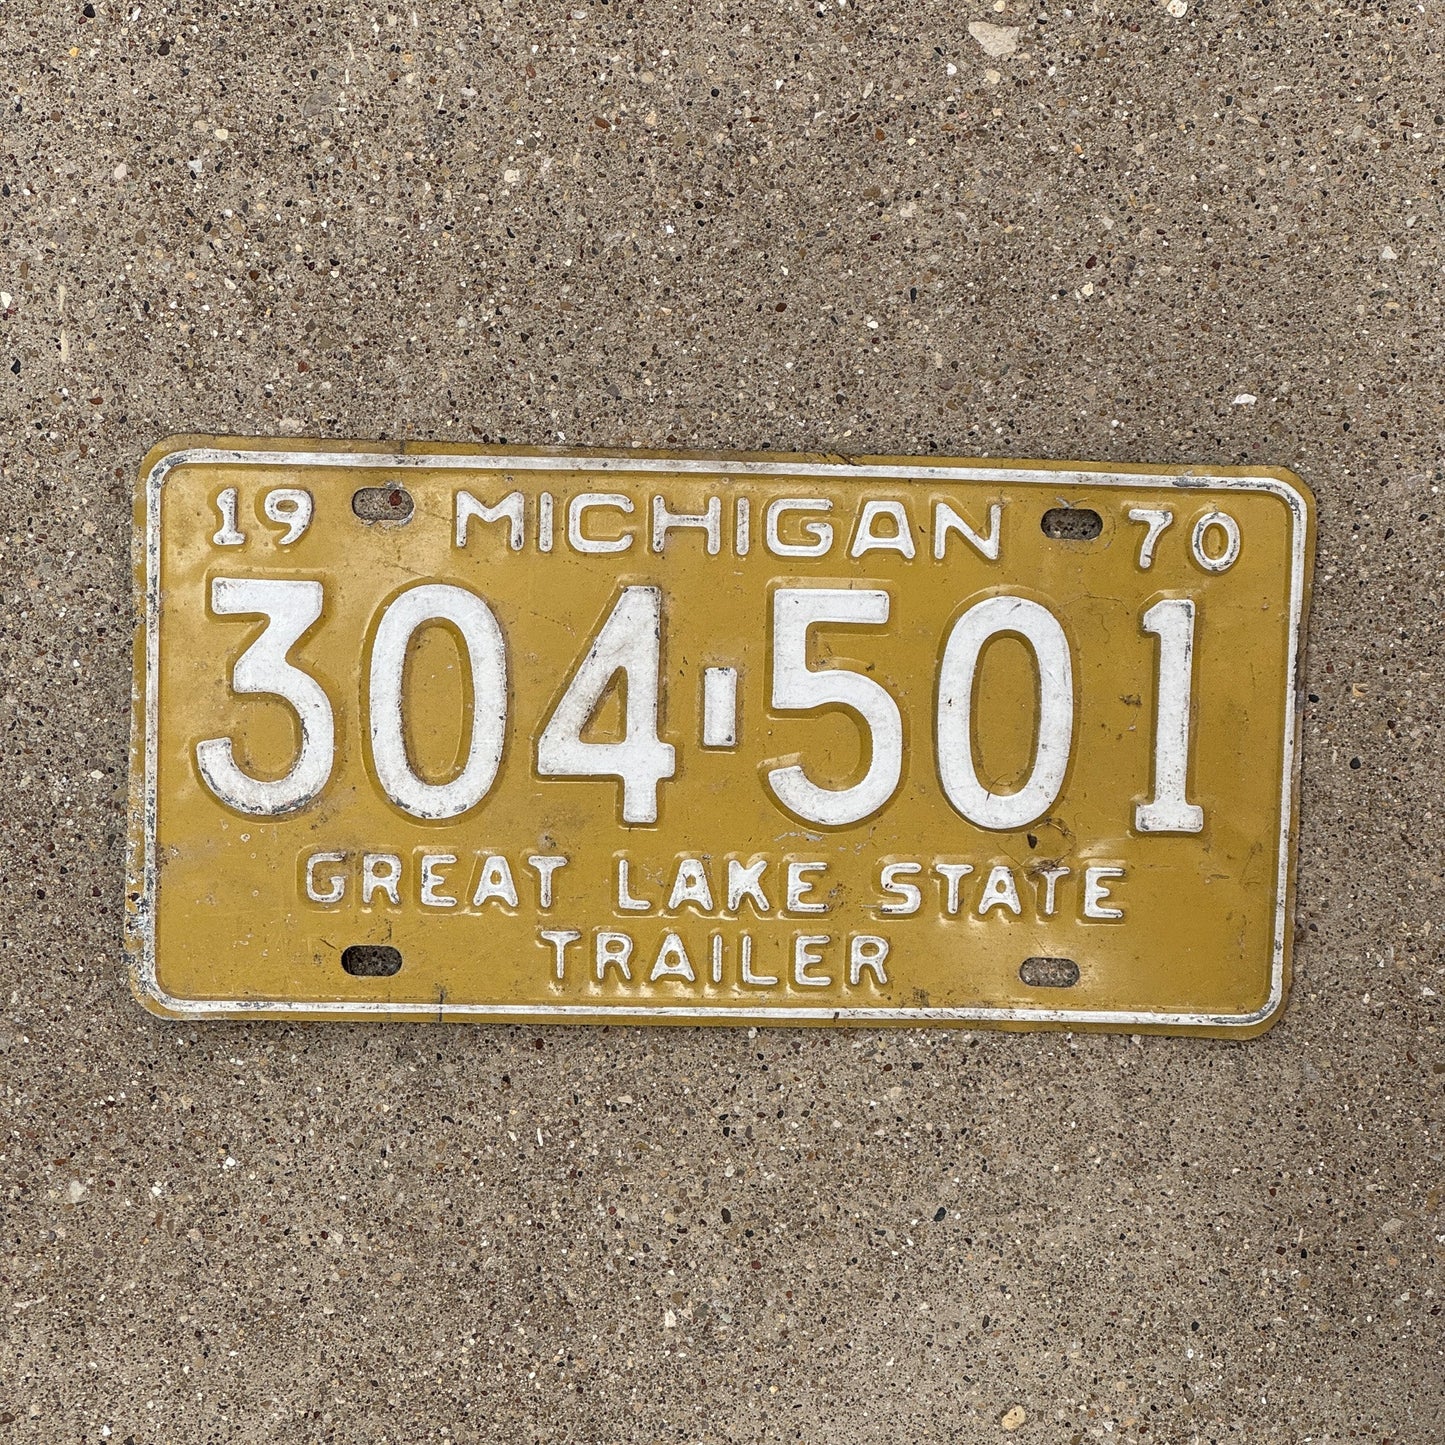 19 MICHIGAN 70
304-501
GREAT LAKE STATE
TRAILER